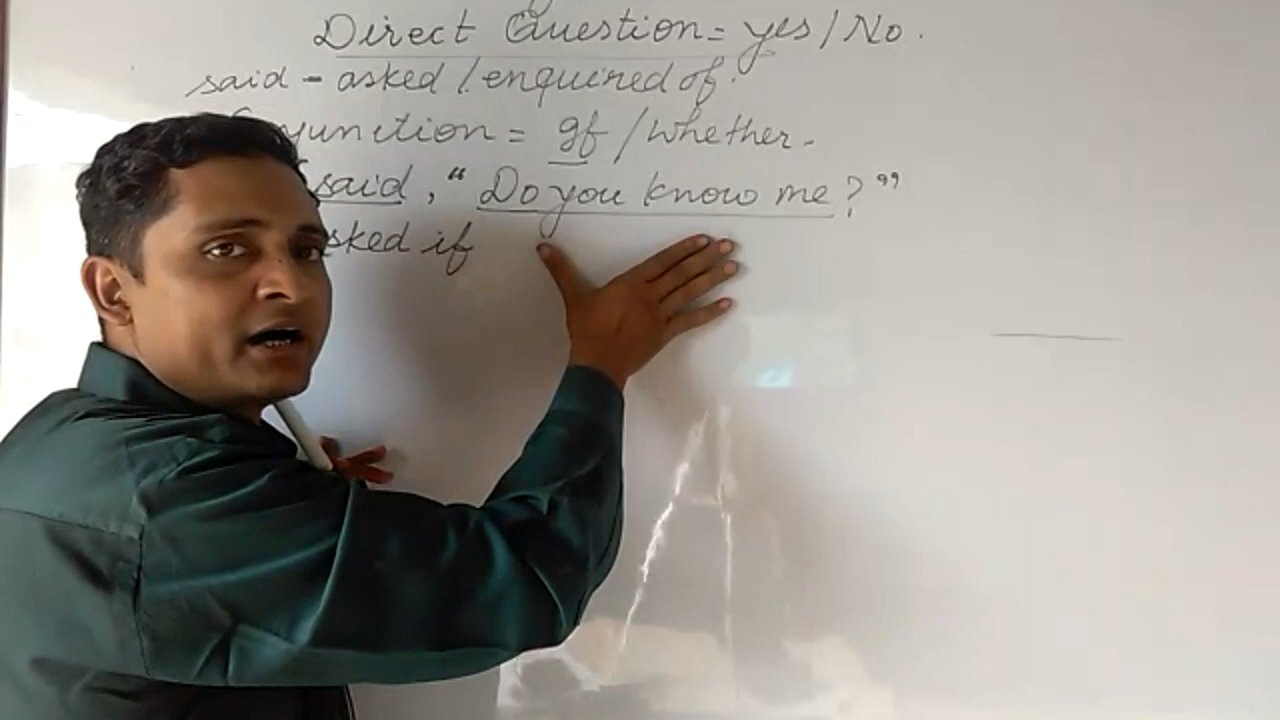 Direct Question = yes / No.
said - asked / enquired of.
junction = If / whether.
said, “Do you know me?”
sked if